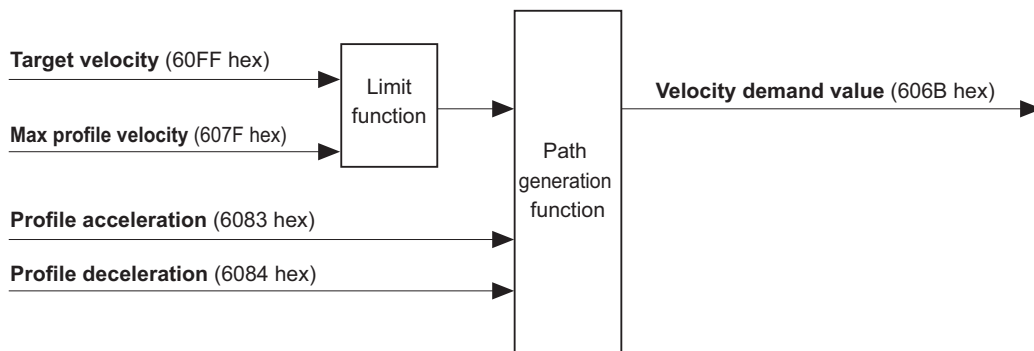 Target velocity (60FF hex)
Max profile velocity (607F hex)
Limit
function
Velocity demand value (606B hex)
Path
generation
function
Profile acceleration (6083 hex)
Profile deceleration (6084 hex)